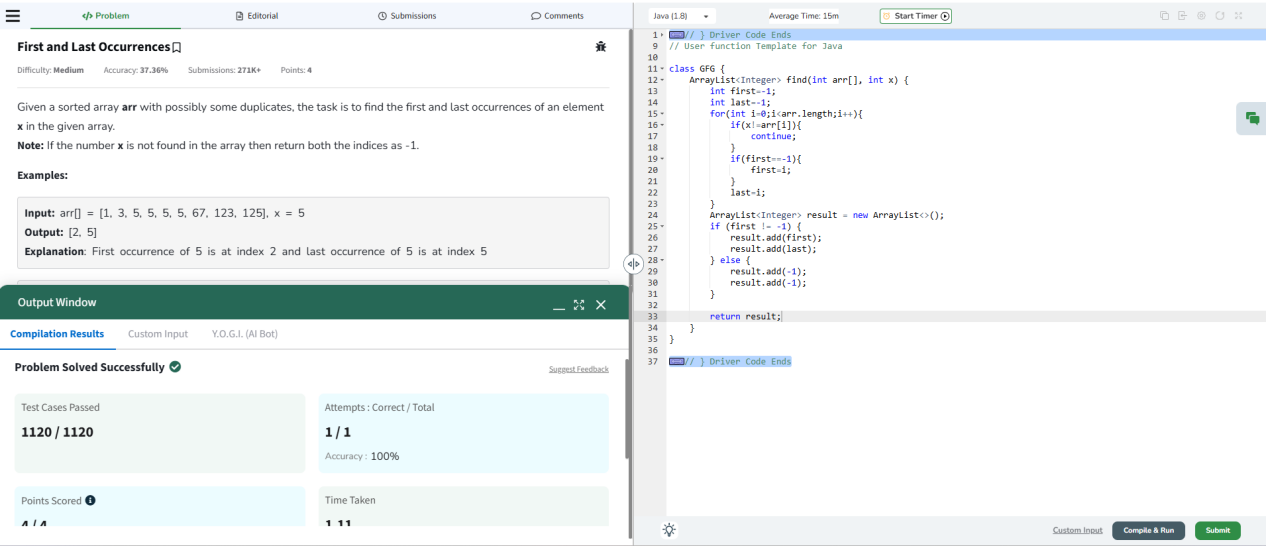 Problem
Editorial
Submissions
Comments
First and Last Occurrences
Difficulty: Medium Accuracy: 37.36% Submissions: 271K+ Points: 4
Given a sorted array arr with possibly some duplicates, the task is to find the first and last occurrences of an element
x in the given array.
Note: If the number x is not found in the array then return both the indices as -1.
Examples:
Input: arr[] = [1, 3, 5, 5, 5, 5, 67, 123, 125], x = 5
Output: [2, 5]
Explanation: First occurrence of 5 is at index 2 and last occurrence of 5 is at index 5
Output Window
Compilation Results Custom Input Y.O.G.I. (AI Bot)
Problem Solved Successfully
Suggest Feedback
Test Cases Passed
1120 / 1120
Attempts : Correct / Total
1 / 1
Accuracy : 100%
Points Scored
4 / 4
Time Taken
1.11
Java (1.8)
Average Time: 15m
Start Timer
1 // } Driver Code Ends
9 // User function Template for Java
10
11 class GFG {
12 ArrayList<Integer> find(int arr[], int x) {
13 int first=-1;
14 int last=-1;
15 for(int i=0;i<arr.length;i++){
16 if(x!=arr[i]){
17 continue;
18 }
19 if(first==-1){
20 first=i;
21 }
22 last=i;
23 }
24 ArrayList<Integer> result = new ArrayList<>();
25 if (first != -1) {
26 result.add(first);
27 result.add(last);
28 } else {
29 result.add(-1);
30 result.add(-1);
31 }
32
33 return result;
34 }
35 }
36
37 // } Driver Code Ends
Custom Input
Compile & Run
Submit